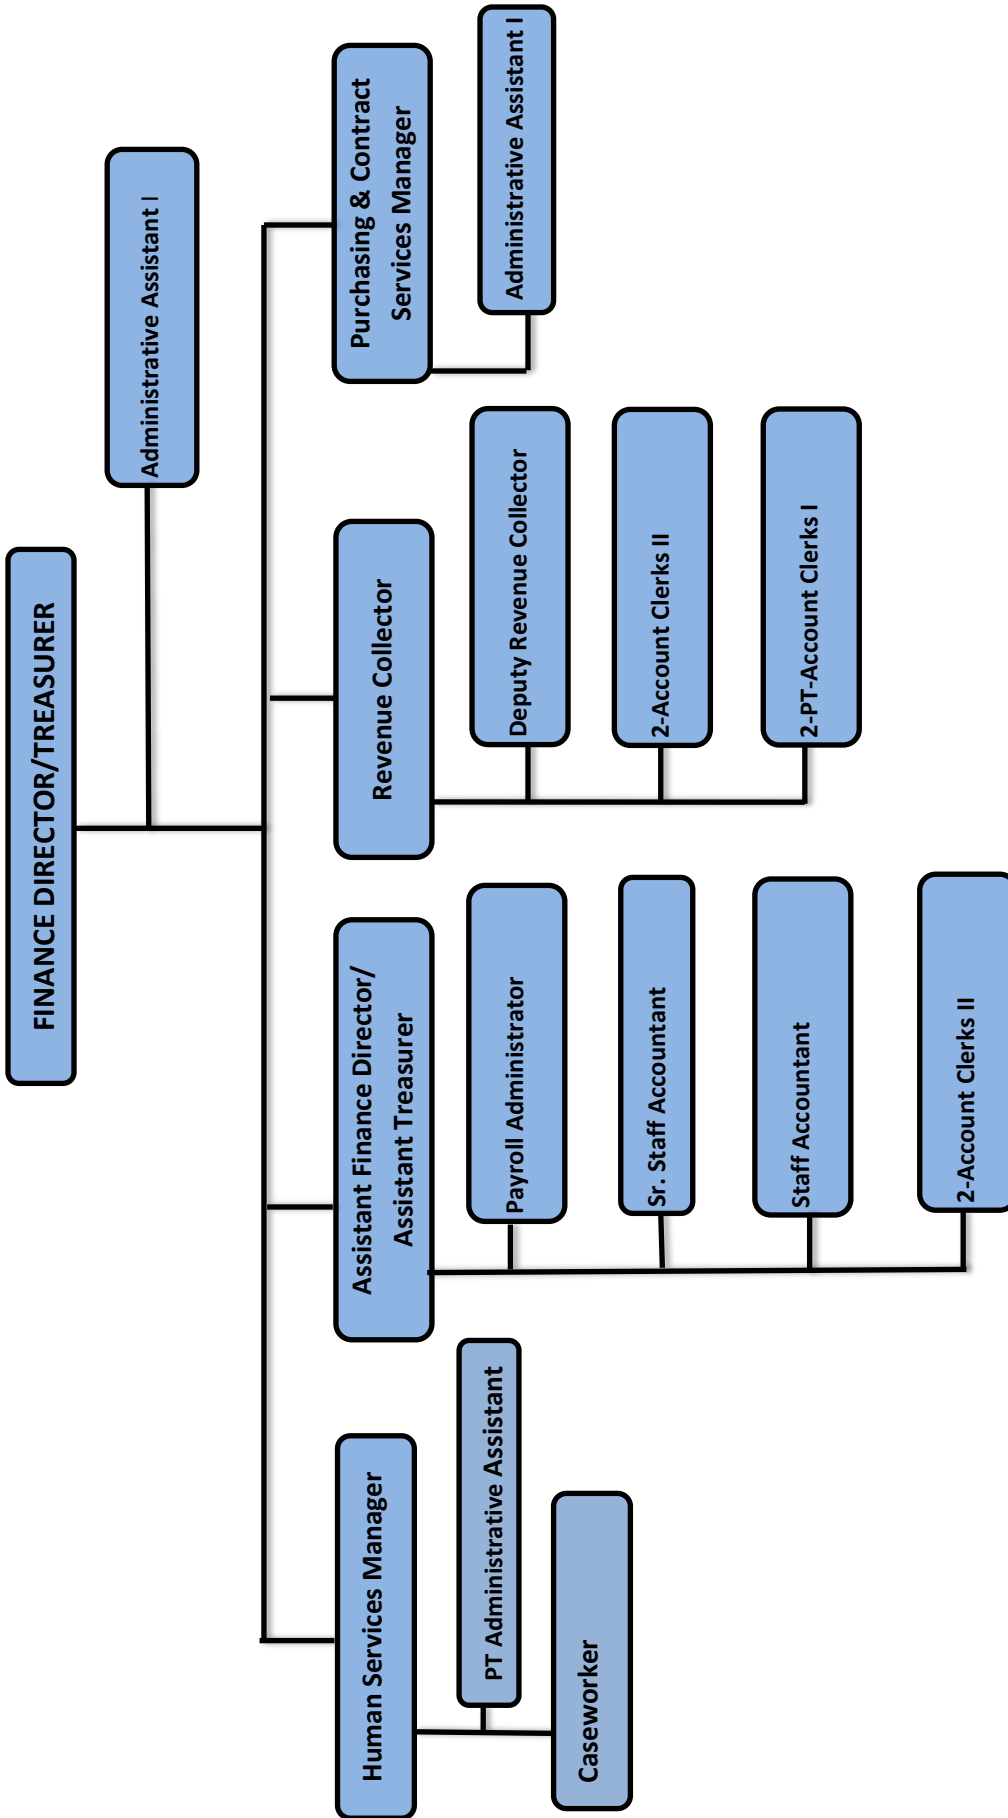 FINANCE DIRECTOR/TREASURER
Administrative Assistant I
Human Services Manager
PT Administrative Assistant
Caseworker
Assistant Finance Director/
Assistant Treasurer
Payroll Administrator
Sr. Staff Accountant
Staff Accountant
2-Account Clerks II
Revenue Collector
Deputy Revenue Collector
2-Account Clerks II
2-PT-Account Clerks I
Purchasing & Contract
Services Manager
Administrative Assistant I